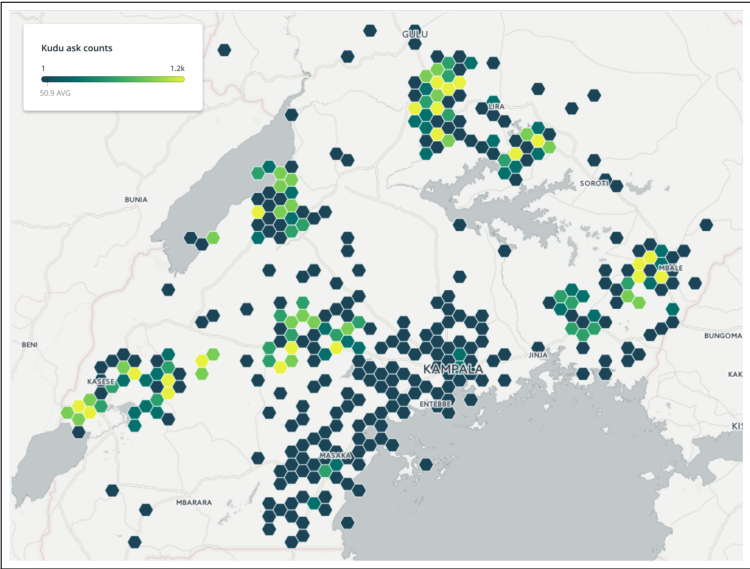 Kudu ask counts
1 1.2k
50.9 AVG
GULU
LIRA
BUNIA
SOROTI
MBALE
BENI
BUNGOMA
JINJA
KAMPALA
KAK
KASESE
ENTEBBE
KIS
MASAKA
MBARARA